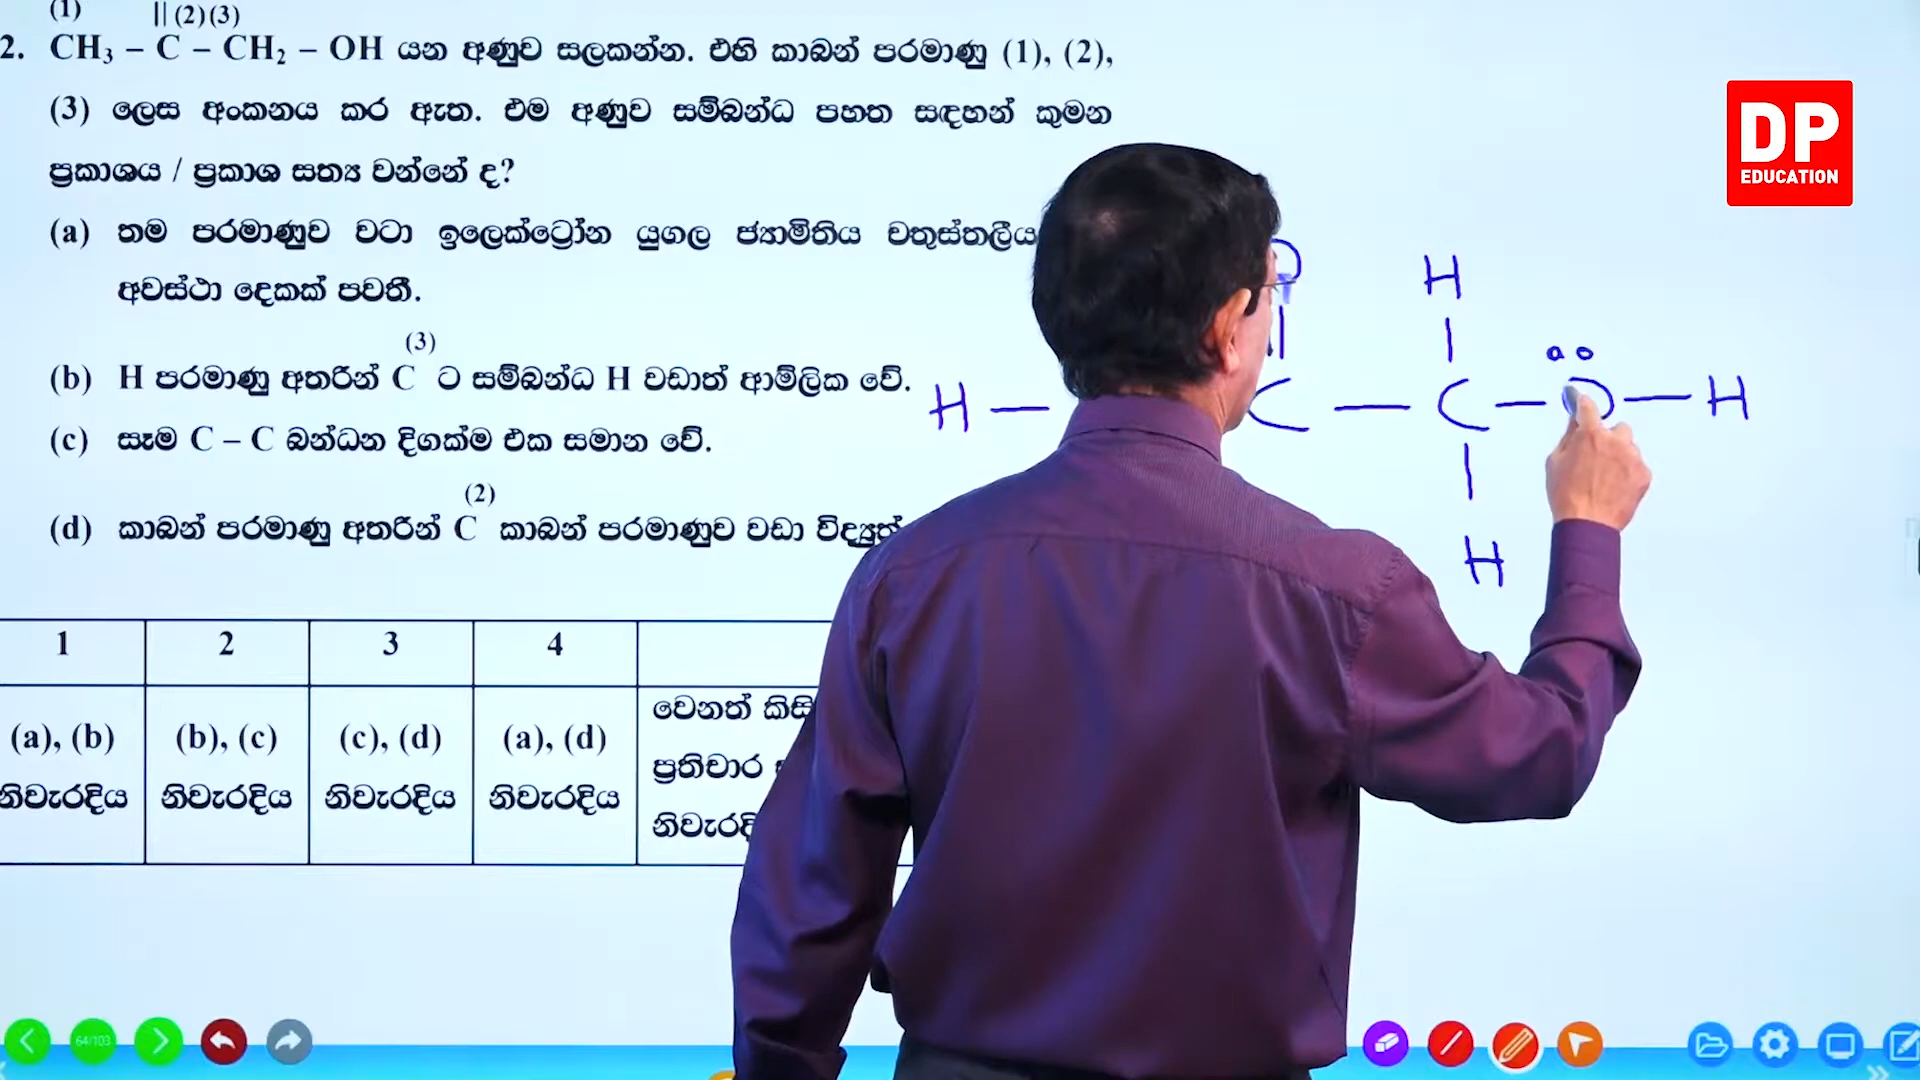 (1) || (2) (3)
2. CH₃ – C – CH₂ – OH යන අණුව සලකන්න. එහි කාබන් පරමාණු (1), (2),
(3) ලෙස අංකනය කර ඇත. එම අණුව සම්බන්ධ පහත සඳහන් කුමන
ප්‍රකාශය / ප්‍රකාශ සත්‍ය වන්නේ ද?
(a) තම පරමාණුව වටා ඉලෙක්ට්‍රෝන යුගල ජ්‍යාමිතිය චතුස්තලීය
අවස්ථා දෙකක් පවතී.
(3)
(b) H පරමාණු අතරින් C ට සම්බන්ධ H වඩාත් ආම්ලික වේ.
(c) සෑම C – C බන්ධන දිගක්ම එක සමාන වේ.
(2)
(d) කාබන් පරමාණු අතරින් C කාබන් පරමාණුව වඩා
1 2 3 4
(a), (b) (b), (c) (c), (d) (a), (d) වෙනත්
නිවැරදිය නිවැරදිය නිවැරදිය නිවැරදිය ප්‍රතිචාර
H
H — C — C — O — H
H
DP
EDUCATION
64/103